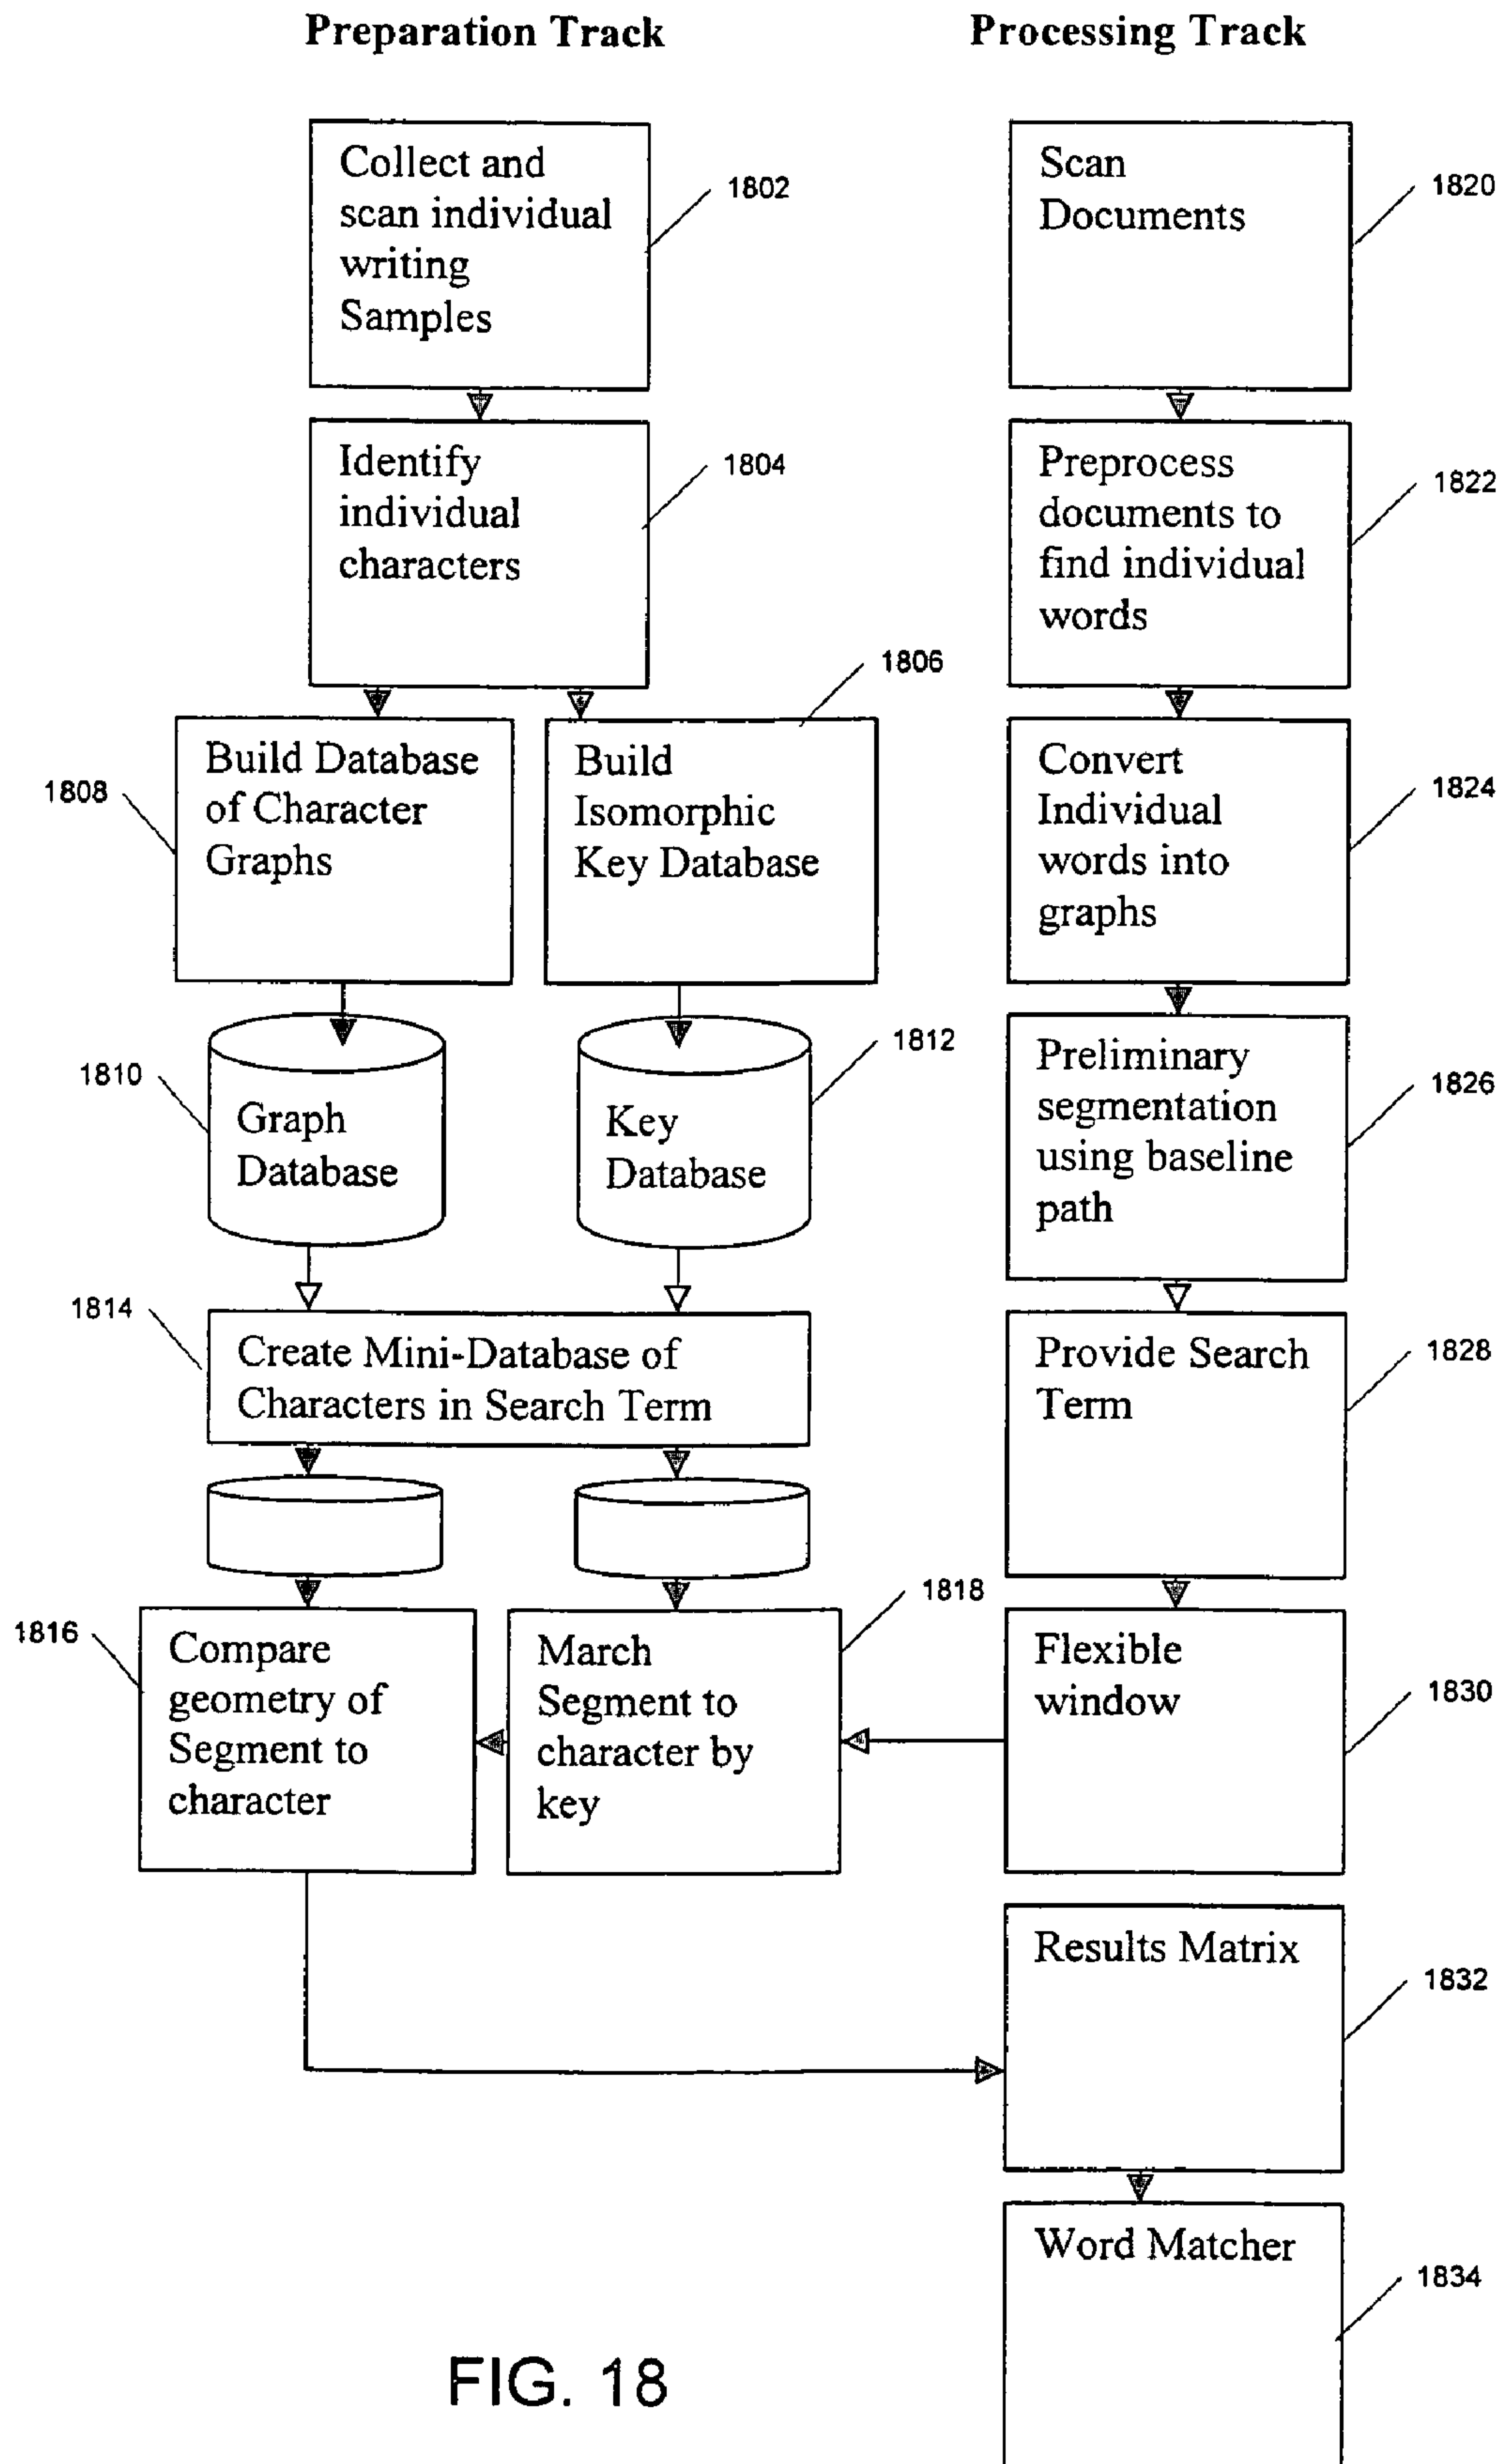 Preparation Track
Processing Track
Collect and
scan individual
writing
Samples
1802
Scan
Documents
1820
Identify
individual
characters
1804
Preprocess
documents to
find individual
words
1822
1806
Build Database
of Character
Graphs
1808
Build
Isomorphic
Key Database
Convert
Individual
words into
graphs
1824
1810
Graph
Database
1812
Key
Database
Preliminary
segmentation
using baseline
path
1826
1814
Create Mini-Database of
Characters in Search Term
Provide Search
Term
1828
1816
Compare
geometry of
Segment to
character
1818
March
Segment to
character by
key
Flexible
window
1830
Results Matrix
1832
Word Matcher
1834
FIG. 18